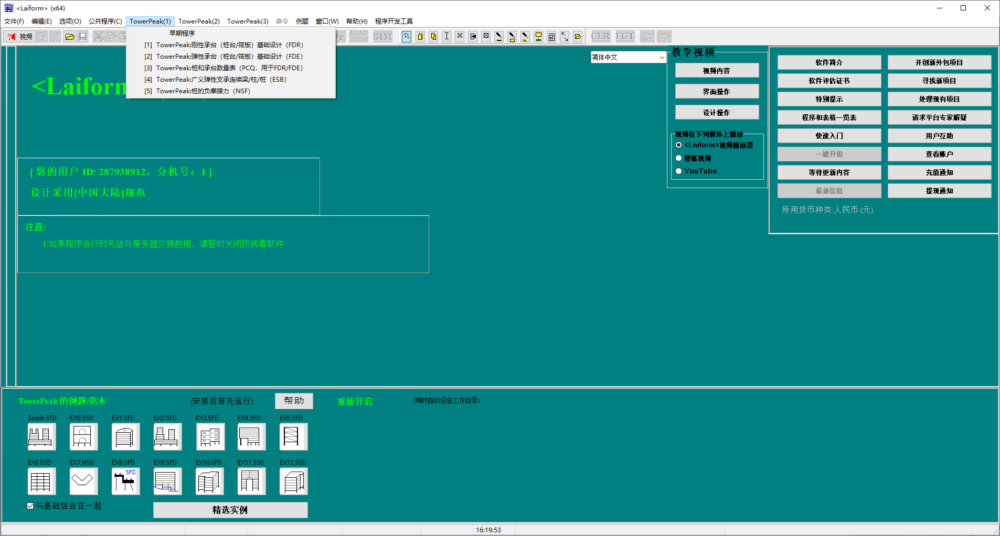 <Laiform> (x64)
文件(F) 编辑(E) 选项(O) 公共程序(C) TowerPeak(1) TowerPeak(2) TowerPeak(3) 命令 例题 窗口(W) 帮助(H) 程序开发工具
视频 ACAD BIM CLR FGT
早期程序
[1] TowerPeak:刚性承台（桩台/筏板）基础设计（FDR）
[2] TowerPeak:弹性承台（桩台/筏板）基础设计（FDE）
[3] TowerPeak:桩和承台数量表（PCQ，用于FDR/FDE）
[4] TowerPeak:广义弹性支承连续梁/柱/桩（ESB）
[5] TowerPeak:桩的负摩擦力（NSF）
<Laiform
简体中文
教学视频
视频内容
界面操作
设计操作
视频在下列媒体上播放
<Laiform>视频播放器
搜狐视频
YouTube
软件简介 开创新外包项目
软件评估证书 寻找新项目
特别提示 处理现有项目
程序和表格一览表 请求平台专家解疑
快速入门 用户互助
一键升级 查看账户
等待更新内容 充值通知
最新信息 提现通知
所用货币种类:人民币 (元)
[ 您的用户 ID: 287938912，分机号：1 ]
设计采用[中国大陆]规范
注意:
1.如果程序运行时无法与服务器交换数据，请暂时关闭防病毒软件
TowerPeak 的例题/范本 (安装后首先运行) 帮助 重新开启 (同时自动设定工作目录)
Simple.SFD EX0.SSD EX1.SFD EX2.SFD EX3.SFD EX4.SFD EX5.SFD
EX6.SSD EX7.MSD EX8.SFD EX9.SFD EX10.SFD EX11.SSD EX12.SSD
SFD
与基础结合在一起
精选实例
16:19:53